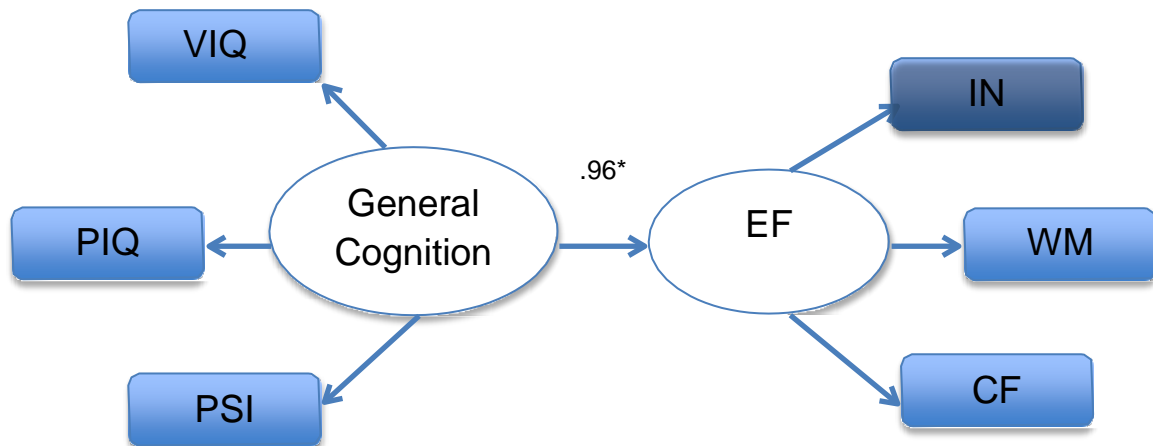 VIQ
IN
.96*
General
Cognition
EF
PIQ
WM
PSI
CF